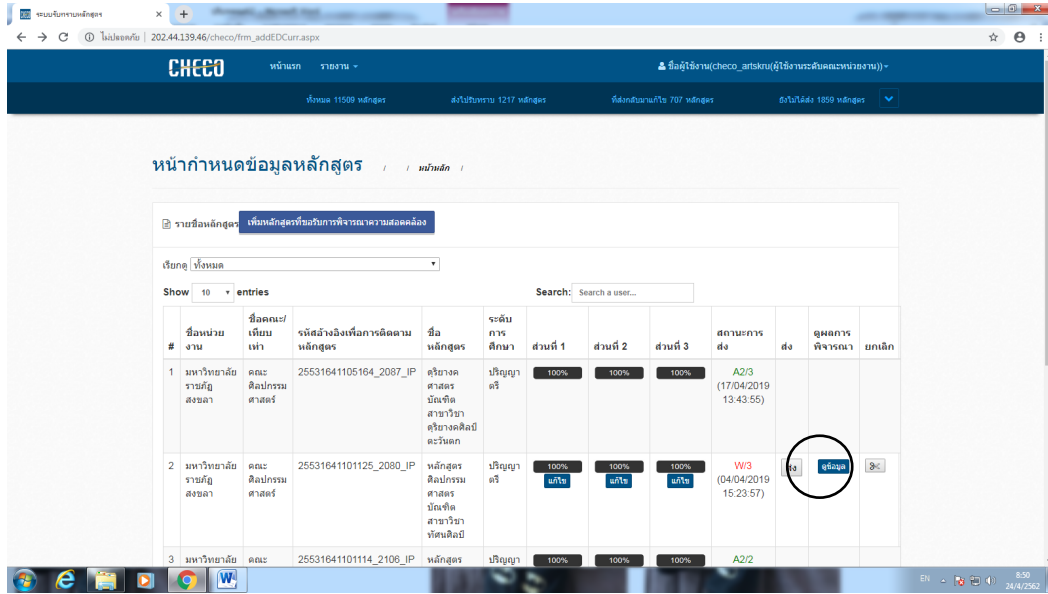 ระบบรับทราบหลักสูตร
ไม่ปลอดภัย | 202.44.139.46/checo/frm_addEDCurr.aspx
CHECO หน้าแรก รายงาน ชื่อผู้ใช้งาน(checo_artskru(ผู้ใช้งานระดับคณะหน่วยงาน))
ทั้งหมด 11509 หลักสูตร ส่งไปรับทราบ 1217 หลักสูตร ที่ส่งกลับมาแก้ไข 707 หลักสูตร ยังไม่ได้ส่ง 1859 หลักสูตร
หน้ากำหนดข้อมูลหลักสูตร / / หน้าหลัก /
รายชื่อหลักสูตร เพิ่มหลักสูตรที่ขอรับการพิจารณาความสอดคล้อง
เรียกดู ทั้งหมด
Show 10 entries Search: Search a user...
# ชื่อหน่วยงาน ชื่อคณะ/เทียบเท่า รหัสอ้างอิงเพื่อการติดตามหลักสูตร ชื่อหลักสูตร ระดับการศึกษา ส่วนที่ 1 ส่วนที่ 2 ส่วนที่ 3 สถานะการส่ง ส่ง ดูผลการพิจารณา ยกเลิก
1 มหาวิทยาลัยราชภัฏสงขลา คณะศิลปกรรมศาสตร์ 25531641105164_2087_IP ดุริยางคศาสตรบัณฑิต สาขาวิชาดุริยางคศิลป์ตะวันตก ปริญญาตรี 100% 100% 100% A2/3 (17/04/2019 13:43:55)
2 มหาวิทยาลัยราชภัฏสงขลา คณะศิลปกรรมศาสตร์ 25531641101125_2080_IP หลักสูตรศิลปกรรมศาสตรบัณฑิต สาขาวิชาทัศนศิลป์ ปริญญาตรี 100% แก้ไข 100% แก้ไข 100% แก้ไข W/3 (04/04/2019 15:23:57) ส่ง ดูข้อมูล
3 มหาวิทยาลัย คณะ 25531641101114_2106_IP หลักสูตร ปริญญา 100% 100% 100% A2/2
EN 8:50
24/4/2562